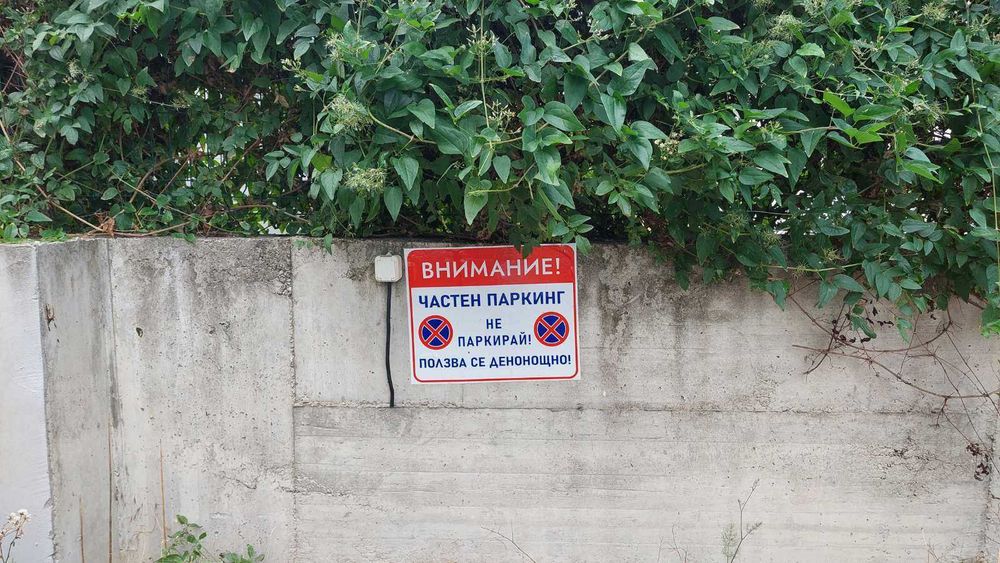 ВНИМАНИЕ!
ЧАСТЕН ПАРКИНГ
НЕ
ПАРКИРАЙ!
ПОЛЗВА СЕ ДЕНОНОЩНО!